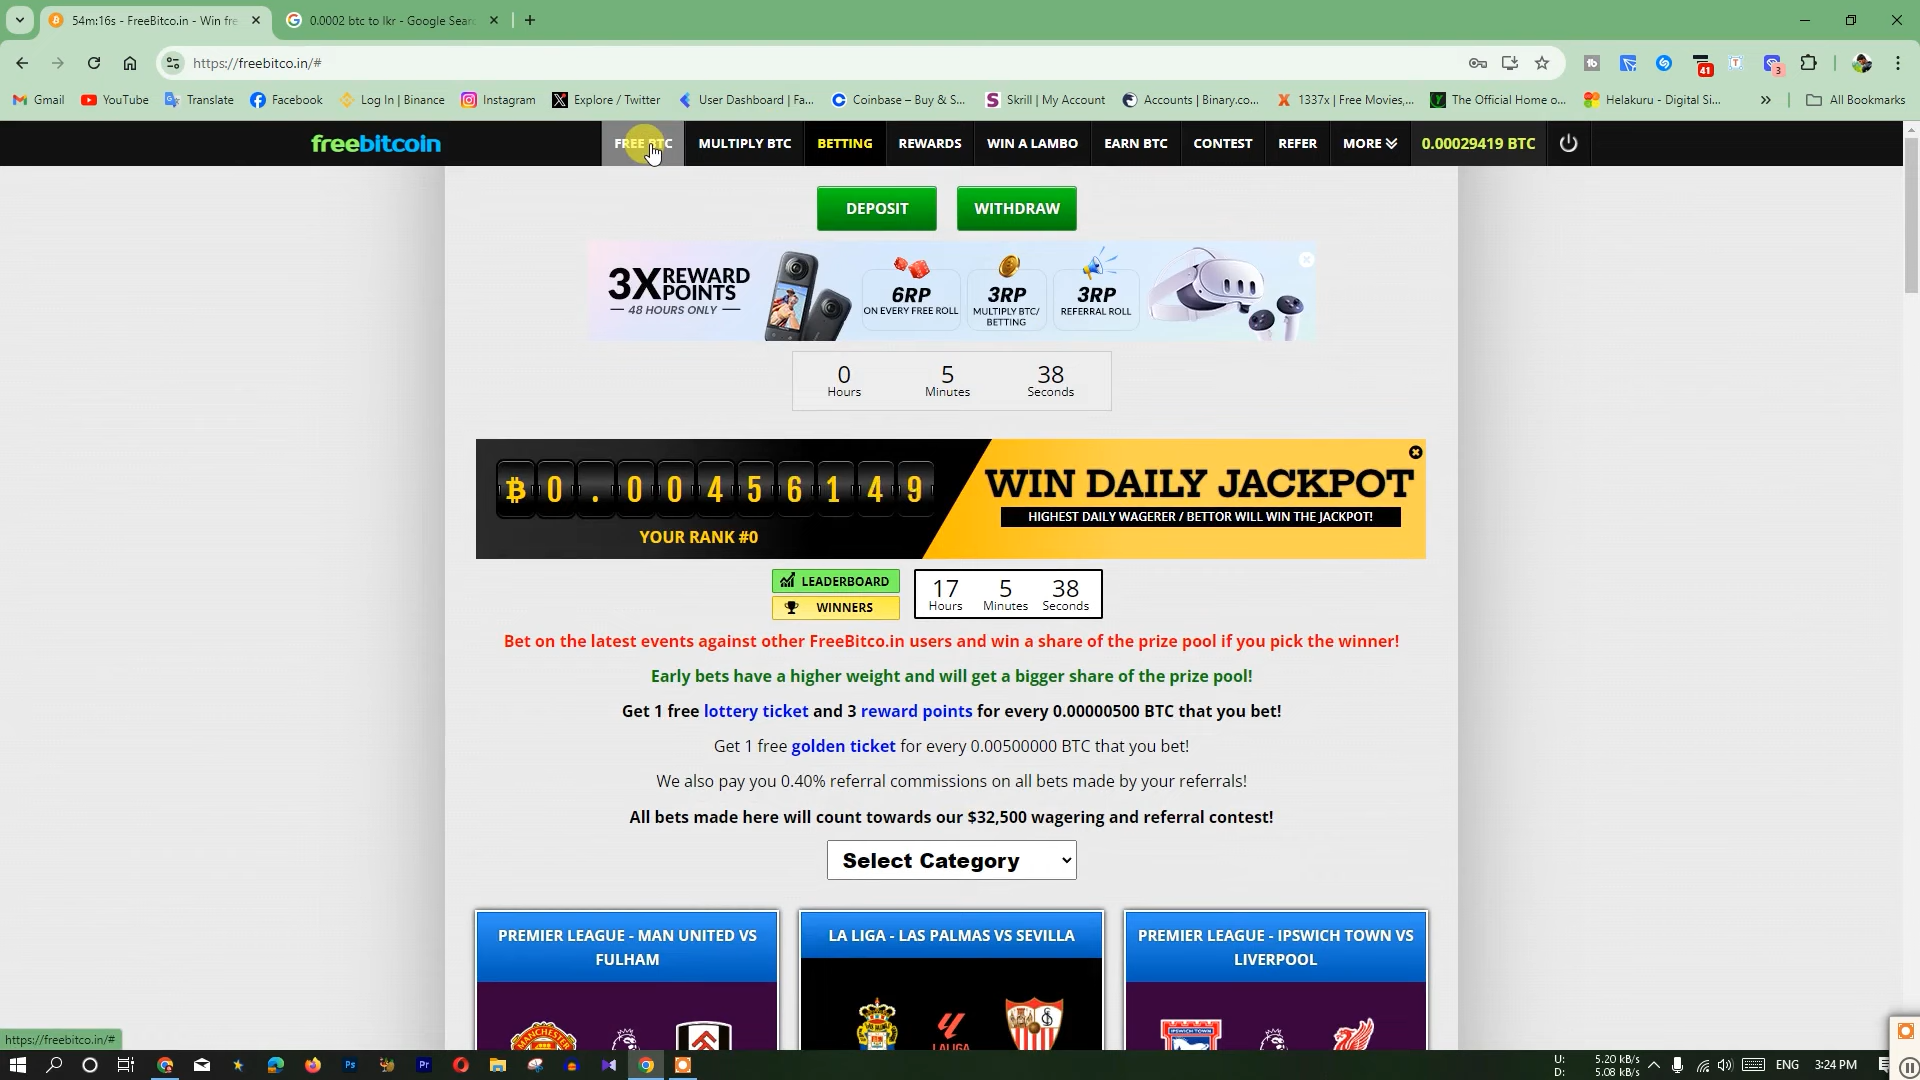 54m:16s - FreeBitco.in - Win fre
0.0002 btc to lkr - Google Sear
https://freebitco.in/#
41
3
Gmail
YouTube
Translate
Facebook
Log In | Binance
Instagram
Explore / Twitter
User Dashboard | Fa...
Coinbase – Buy & S...
Skrill | My Account
Accounts | Binary.co...
1337x | Free Movies,...
The Official Home o...
Helakuru - Digital Si...
All Bookmarks
freebitcoin
FREE BTC
MULTIPLY BTC
BETTING
REWARDS
WIN A LAMBO
EARN BTC
CONTEST
REFER
MORE
0.00029419 BTC
DEPOSIT
WITHDRAW
3X REWARD POINTS
48 HOURS ONLY
6RP
ON EVERY FREE ROLL
3RP
MULTIPLY BTC/
BETTING
3RP
REFERRAL ROLL
0 5 38
Hours Minutes Seconds
0.00456149
YOUR RANK #0
WIN DAILY JACKPOT
HIGHEST DAILY WAGERER / BETTOR WILL WIN THE JACKPOT!
LEADERBOARD
WINNERS
17 5 38
Hours Minutes Seconds
Bet on the latest events against other FreeBitco.in users and win a share of the prize pool if you pick the winner!
Early bets have a higher weight and will get a bigger share of the prize pool!
Get 1 free lottery ticket and 3 reward points for every 0.00000500 BTC that you bet!
Get 1 free golden ticket for every 0.00500000 BTC that you bet!
We also pay you 0.40% referral commissions on all bets made by your referrals!
All bets made here will count towards our $32,500 wagering and referral contest!
Select Category
PREMIER LEAGUE - MAN UNITED VS
FULHAM
LA LIGA - LAS PALMAS VS SEVILLA
PREMIER LEAGUE - IPSWICH TOWN VS
LIVERPOOL
MANCHESTER
LALIGA
IPSWICH TOWN
https://freebitco.in/#
U: 5.20 kB/s
D: 5.08 kB/s
ENG
3:24 PM